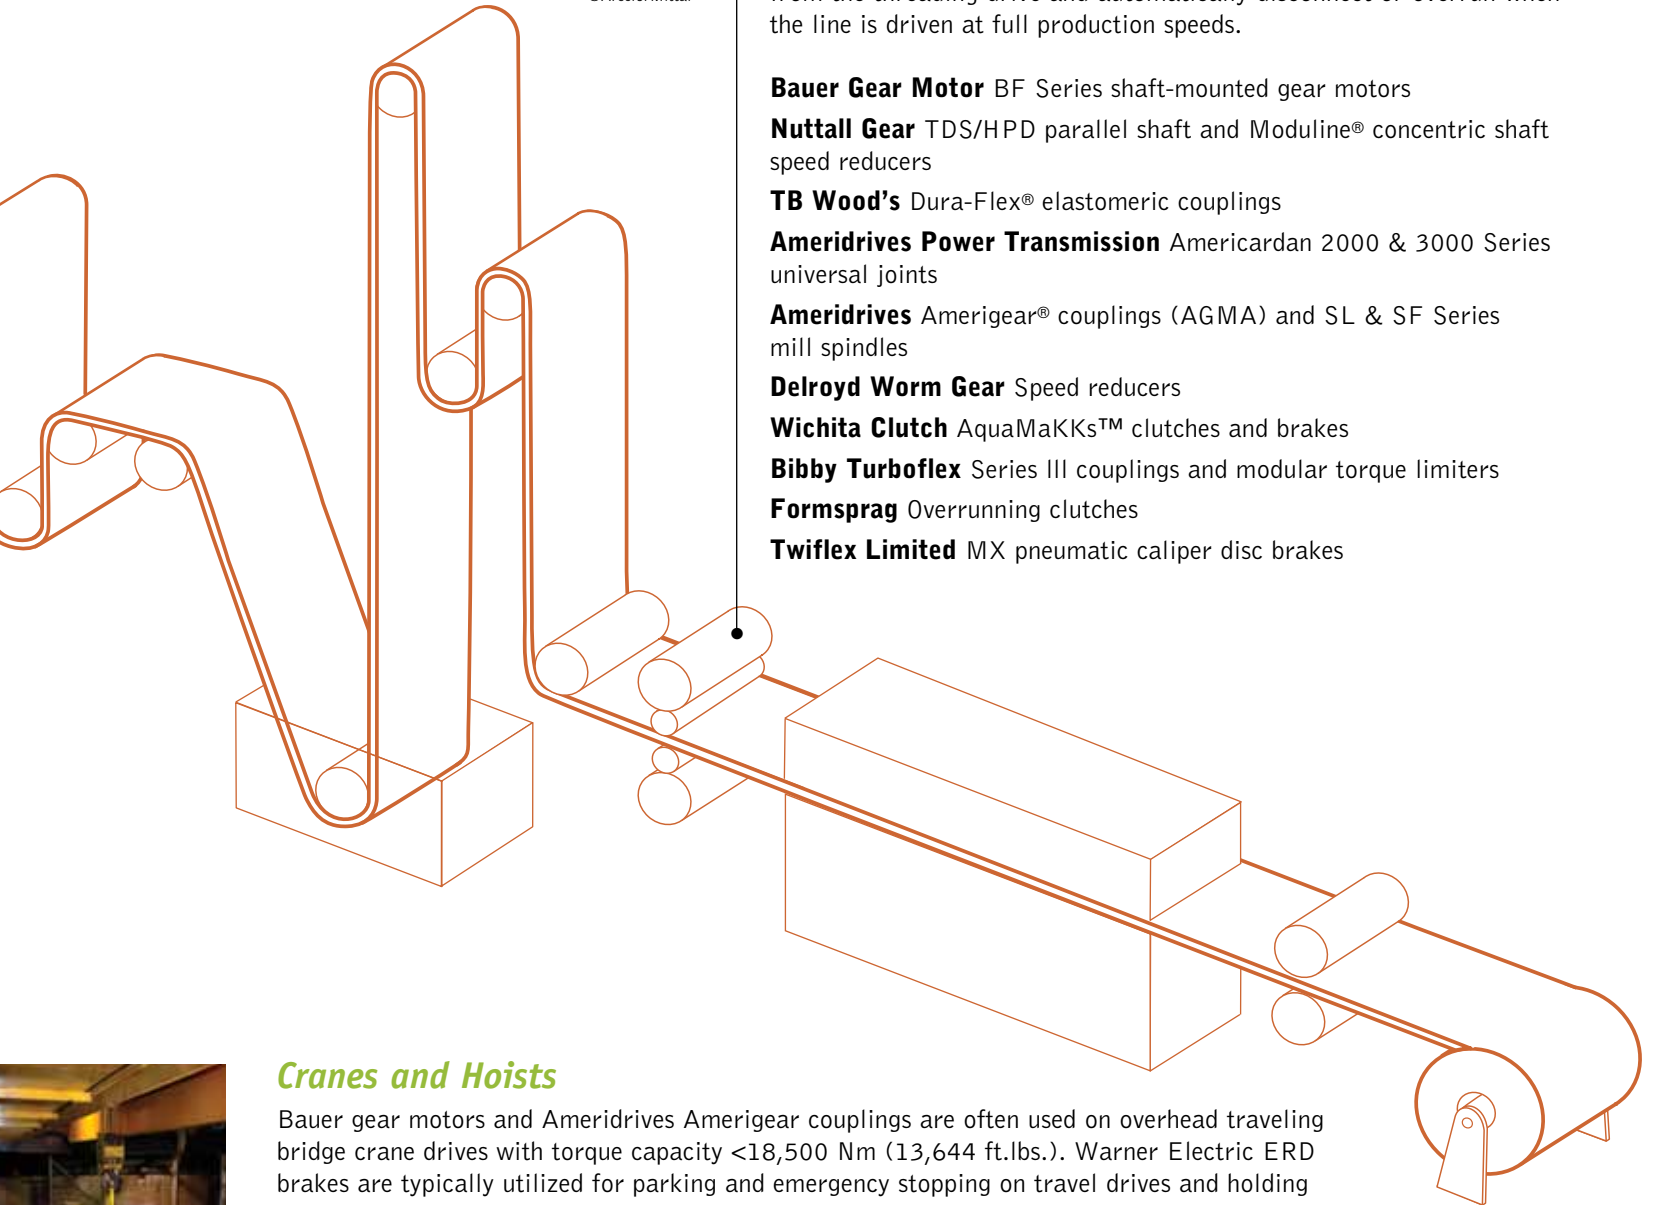 the line is driven at full production speeds.
Bauer Gear Motor BF Series shaft-mounted gear motors
Nuttall Gear TDS/HPD parallel shaft and Moduline® concentric shaft
speed reducers
TB Wood's Dura-Flex® elastomeric couplings
Ameridrives Power Transmission Americardan 2000 & 3000 Series
universal joints
Ameridrives Amerigear® couplings (AGMA) and SL & SF Series
mill spindles
Delroyd Worm Gear Speed reducers
Wichita Clutch AquaMaKKs™ clutches and brakes
Bibby Turboflex Series lll couplings and modular torque limiters
Formsprag Overrunning clutches
Twiflex Limited MX pneumatic caliper disc brakes
Cranes and Hoists
Bauer gear motors and Ameridrives Amerigear couplings are often used on overhead traveling
bridge crane drives with torque capacity <18,500 Nm (13,644 ft.lbs.). Warner Electric ERD
brakes are typically utilized for parking and emergency stopping on travel drives and holding